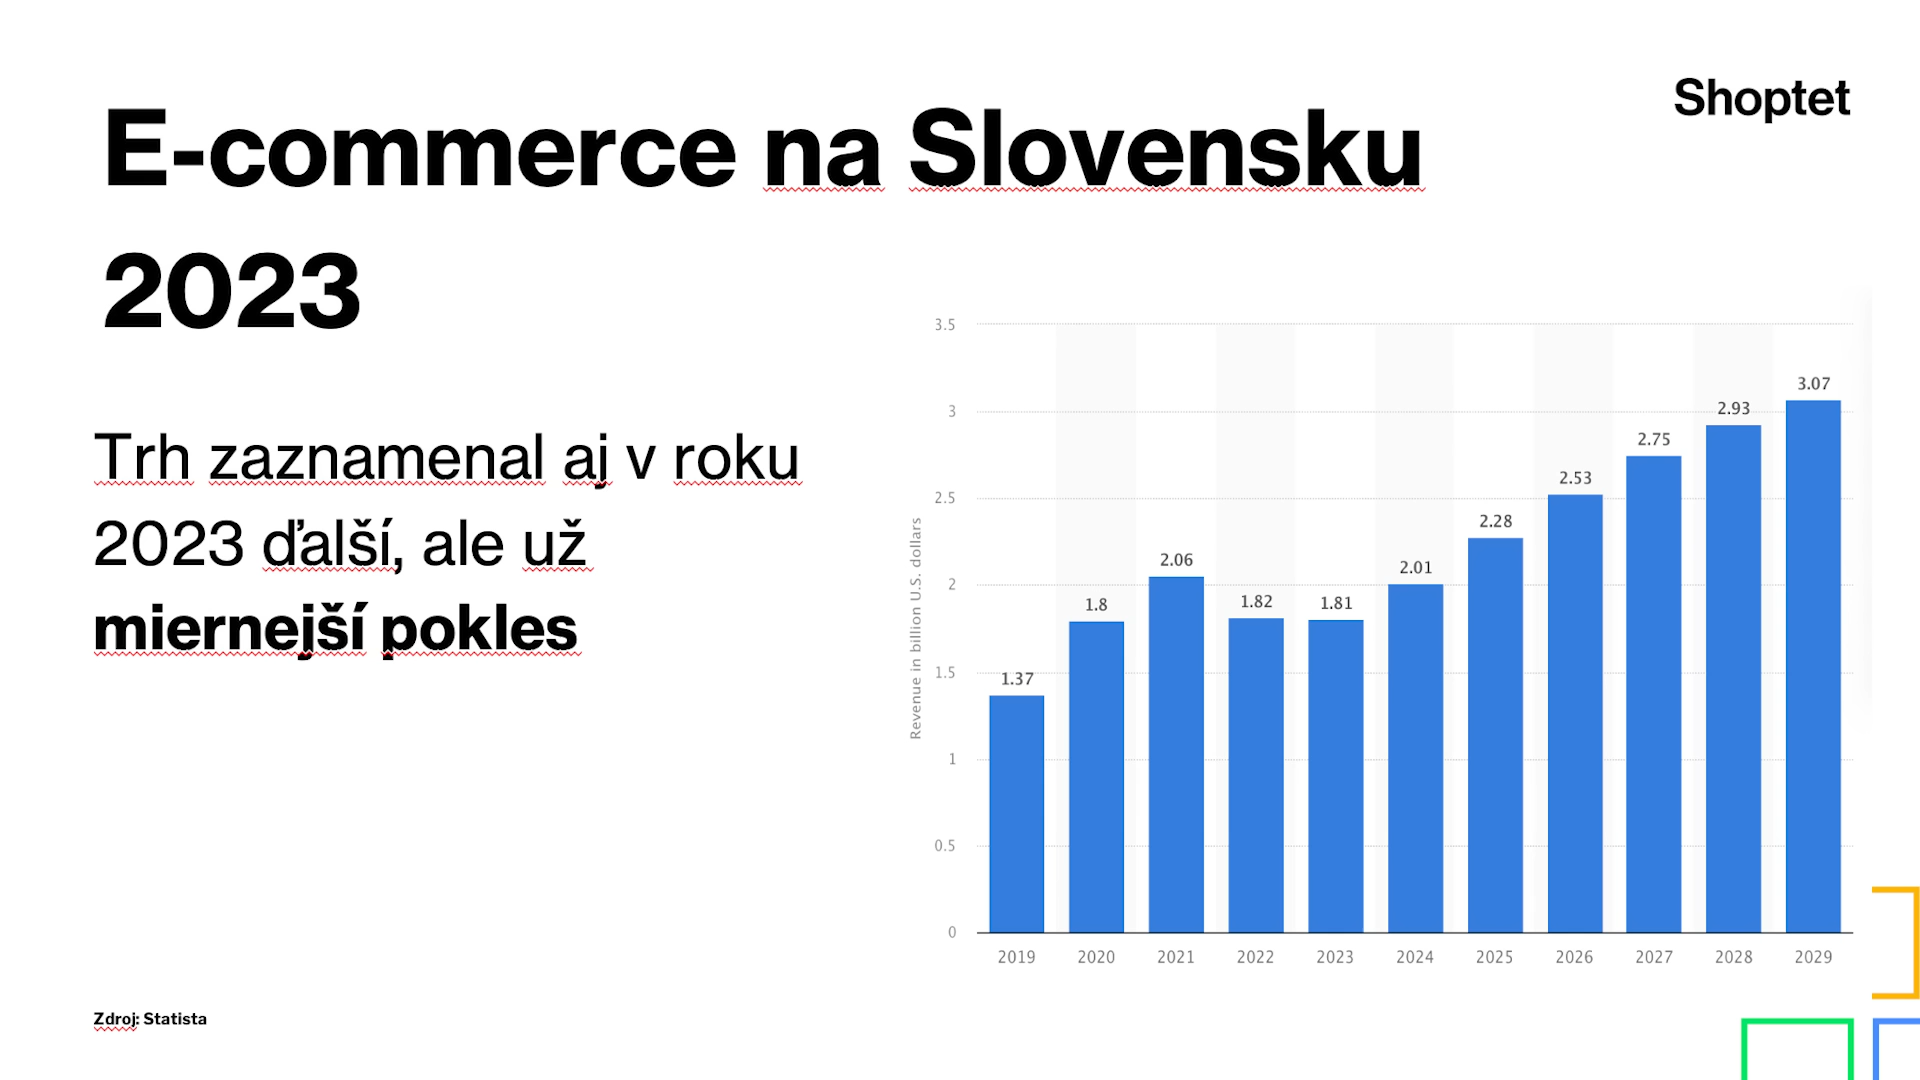 Shoptet
E-commerce na Slovensku
2023
Trh zaznamenal aj v roku
2023 ďalší, ale už
miernejší pokles
Revenue in billion U.S. dollars
3.5
3
2.5
2
1.5
1
0.5
0
1.37
1.8
2.06
1.82
1.81
2.01
2.28
2.53
2.75
2.93
3.07
2019 2020 2021 2022 2023 2024 2025 2026 2027 2028 2029
Zdroj: Statista